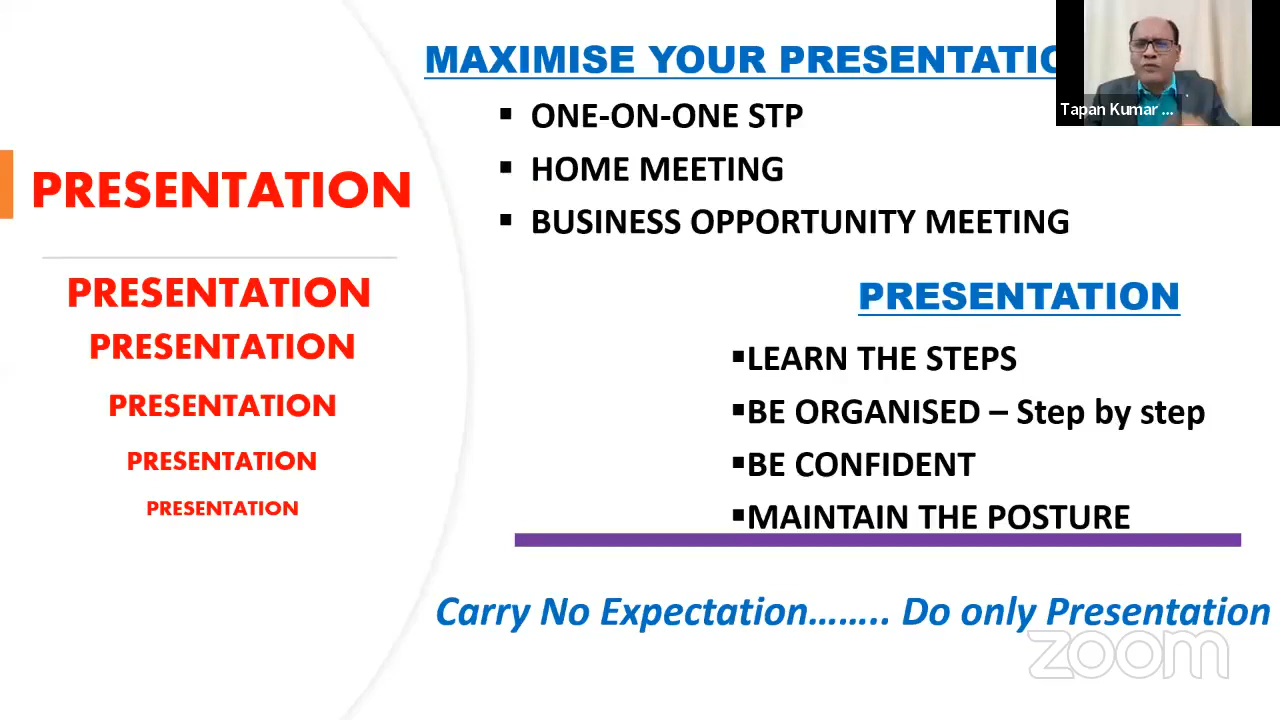 MAXIMISE YOUR PRESENTATIO
▪ ONE-ON-ONE STP
▪ HOME MEETING
▪ BUSINESS OPPORTUNITY MEETING
Tapan Kumar ...
PRESENTATION
PRESENTATION
PRESENTATION
PRESENTATION
PRESENTATION
PRESENTATION
PRESENTATION
▪LEARN THE STEPS
▪BE ORGANISED – Step by step
▪BE CONFIDENT
▪MAINTAIN THE POSTURE
Carry No Expectation…….. Do only Presentation
zoom